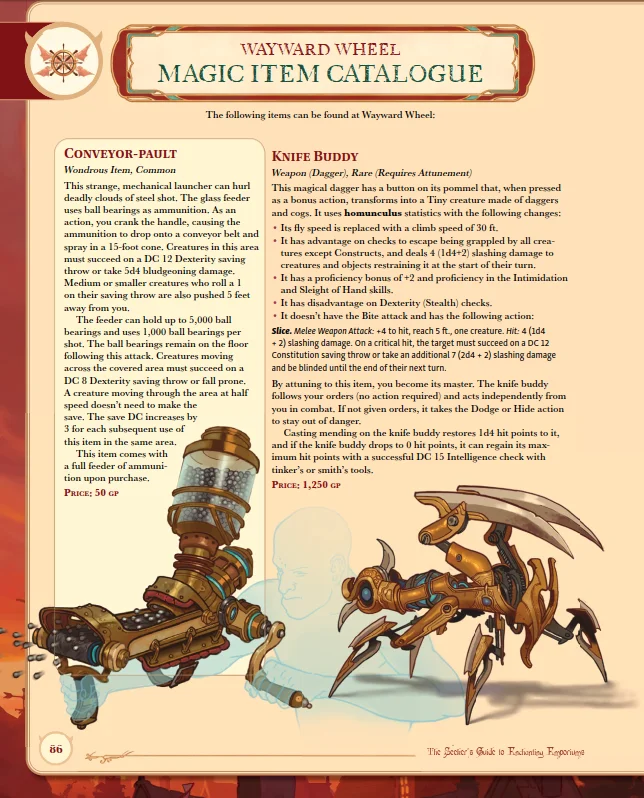 WAYWARD WHEEL
MAGIC ITEM CATALOGUE
The following items can be found at Wayward Wheel:
CONVEYOR-PAULT
Wondrous Item, Common
This strange, mechanical launcher can hurl
deadly clouds of steel shot. The glass feeder
uses ball bearings as ammunition. As an
action, you crank the handle, causing the
ammunition to drop onto a conveyor belt and
spray in a 15-foot cone. Creatures in this area
must succeed on a DC 12 Dexterity saving
throw or take 5d4 bludgeoning damage.
Medium or smaller creatures who roll a 1
on their saving throw are also pushed 5 feet
away from you.
The feeder can hold up to 5,000 ball
bearings and uses 1,000 ball bearings per
shot. The ball bearings remain on the floor
following this attack. Creatures moving
across the covered area must succeed on a
DC 8 Dexterity saving throw or fall prone.
A creature moving through the area at half
speed doesn't need to make the
save. The save DC increases by
3 for each subsequent use of
this item in the same area.
This item comes with
a full feeder of ammuni-
tion upon purchase.
PRICE: 50 GP
KNIFE BUDDY
Weapon (Dagger), Rare (Requires Attunement)
This magical dagger has a button on its pommel that, when pressed
as a bonus action, transforms into a Tiny creature made of daggers
and cogs. It uses homunculus statistics with the following changes:
• Its fly speed is replaced with a climb speed of 30 ft.
• It has advantage on checks to escape being grappled by all crea-
tures except Constructs, and deals 4 (1d4+2) slashing damage to
creatures and objects restraining it at the start of their turn.
• It has a proficiency bonus of +2 and proficiency in the Intimidation
and Sleight of Hand skills.
• It has disadvantage on Dexterity (Stealth) checks.
• It doesn't have the Bite attack and has the following action:
Slice. Melee Weapon Attack: +4 to hit, reach 5 ft., one creature. Hit: 4 (1d4
+ 2) slashing damage. On a critical hit, the target must succeed on a DC 12
Constitution saving throw or take an additional 7 (2d4 + 2) slashing damage
and be blinded until the end of their next turn.
By attuning to this item, you become its master. The knife buddy
follows your orders (no action required) and acts independently from
you in combat. If not given orders, it takes the Dodge or Hide action
to stay out of danger.
Casting mending on the knife buddy restores 1d4 hit points to it,
and if the knife buddy drops to 0 hit points, it can regain its max-
imum hit points with a successful DC 15 Intelligence check with
tinker's or smith's tools.
PRICE: 1,250 GP
86
The Seeker's Guide to Enchanting Emporiums